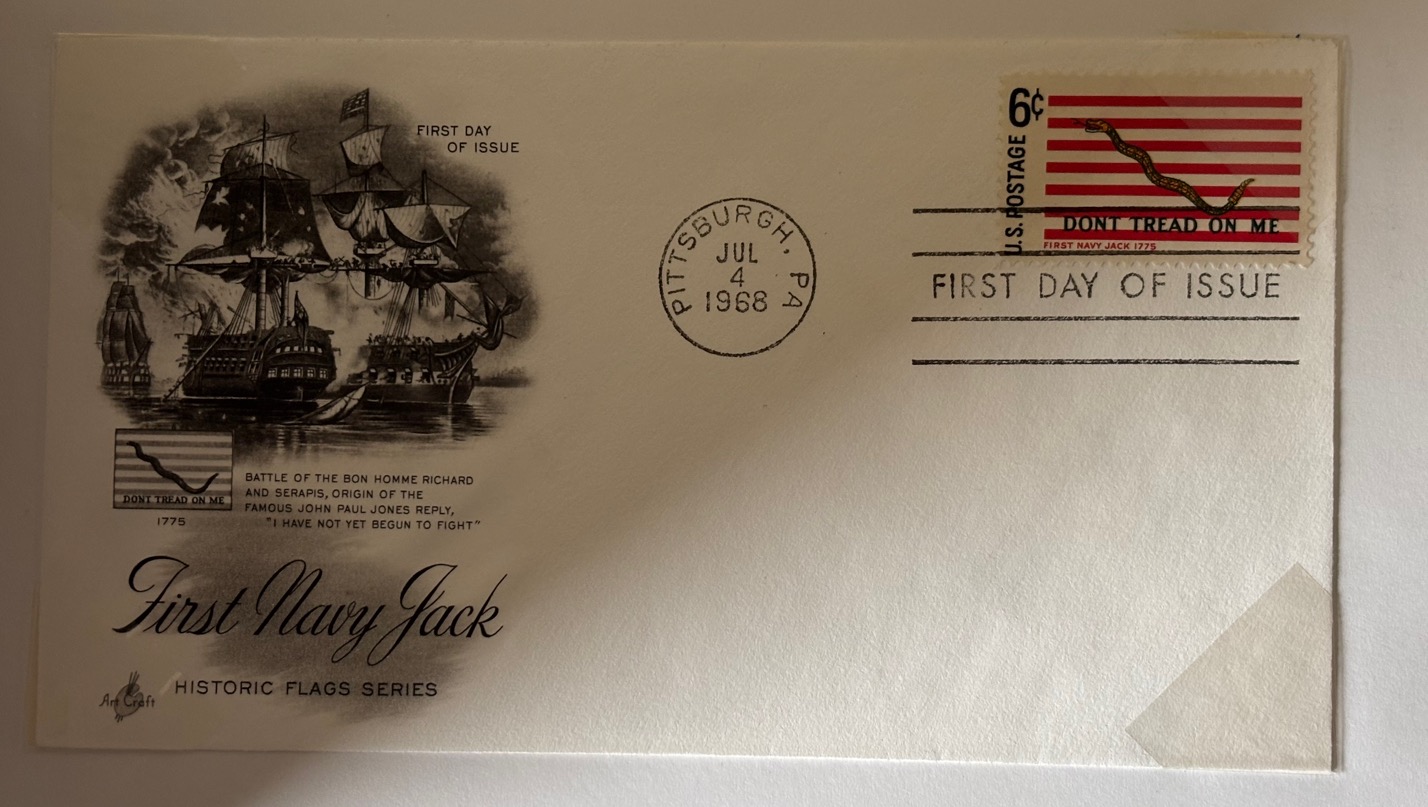 FIRST DAY
OF ISSUE
DONT TREAD ON ME
1775
BATTLE OF THE BON HOMME RICHARD
AND SERAPIS, ORIGIN OF THE
FAMOUS JOHN PAUL JONES REPLY,
"I HAVE NOT YET BEGUN TO FIGHT"
First Navy Jack
Art Craft
HISTORIC FLAGS SERIES
PITTSBURGH, PA
JUL
4
1968
6¢
U.S. POSTAGE
DONT TREAD ON ME
FIRST NAVY JACK 1775
FIRST DAY OF ISSUE